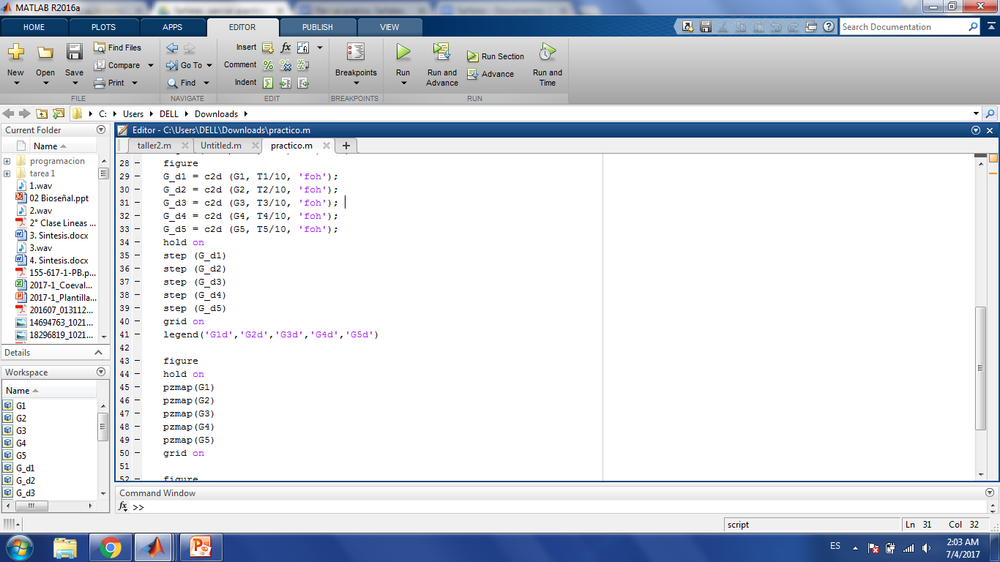 MATLAB R2016a
HOME PLOTS APPS EDITOR PUBLISH VIEW
Search Documentation
New
Open
Save
Find Files
Compare
Print
FILE
Go To
Find
NAVIGATE
Insert
Comment
Indent
EDIT
Breakpoints
BREAKPOINTS
Run
Run and
Advance
Run Section
Advance
Run and
Time
RUN
C: Users DELL Downloads
Current Folder
Name
programacion
tarea 1
1.wav
02 Bioseñal.ppt
2.wav
2° Clase Lineas ...
3. Sintesis.docx
3.wav
4. Sintesis.docx
155-617-1-PB.p...
2017-1_Coeval...
2017-1_Plantilla...
201607_013112...
14694763_1021...
18296819_1021...
Details
Workspace
Name
G1
G2
G3
G4
G5
G_d1
G_d2
G_d3
Editor - C:\Users\DELL\Downloads\practico.m
taller2.m Untitled.m practico.m
28 – figure
29 – G_d1 = c2d (G1, T1/10, 'foh');
30 – G_d2 = c2d (G2, T2/10, 'foh');
31 – G_d3 = c2d (G3, T3/10, 'foh');
32 – G_d4 = c2d (G4, T4/10, 'foh');
33 – G_d5 = c2d (G5, T5/10, 'foh');
34 – hold on
35 – step (G_d1)
36 – step (G_d2)
37 – step (G_d3)
38 – step (G_d4)
39 – step (G_d5)
40 – grid on
41 – legend('G1d','G2d','G3d','G4d','G5d')
42
43 – figure
44 – hold on
45 – pzmap(G1)
46 – pzmap(G2)
47 – pzmap(G3)
48 – pzmap(G4)
49 – pzmap(G5)
50 – grid on
51
52 – figure
Command Window
fx >>
script Ln 31 Col 32
ES
2:03 AM
7/4/2017